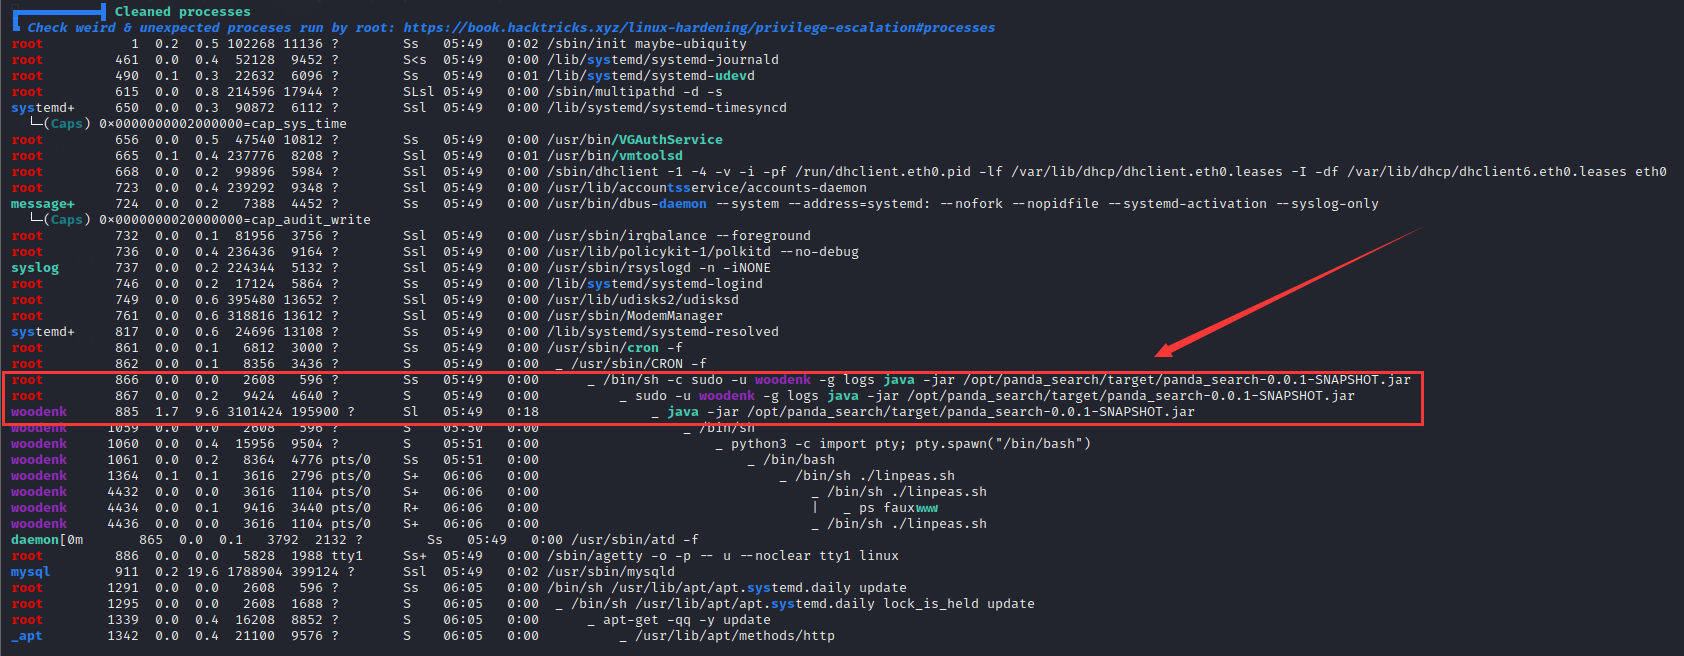 Cleaned processes
Check weird & unexpected proceses run by root: https://book.hacktricks.xyz/linux-hardening/privilege-escalation#processes
root 1 0.2 0.5 102268 11136 ? Ss 05:49 0:02 /sbin/init maybe-ubiquity
root 461 0.0 0.4 52128 9452 ? S<s 05:49 0:00 /lib/systemd/systemd-journald
root 490 0.1 0.3 22632 6096 ? Ss 05:49 0:01 /lib/systemd/systemd-udevd
root 615 0.0 0.8 214596 17944 ? SLsl 05:49 0:00 /sbin/multipathd -d -s
systemd+ 650 0.0 0.3 90872 6112 ? Ssl 05:49 0:00 /lib/systemd/systemd-timesyncd
└─(Caps) 0×0000000002000000=cap_sys_time
root 656 0.0 0.5 47540 10812 ? Ss 05:49 0:00 /usr/bin/VGAuthService
root 665 0.1 0.4 237776 8208 ? Ssl 05:49 0:01 /usr/bin/vmtoolsd
root 668 0.0 0.2 99896 5984 ? Ssl 05:49 0:00 /sbin/dhclient -1 -4 -v -i -pf /run/dhclient.eth0.pid -lf /var/lib/dhcp/dhclient.eth0.leases -I -df /var/lib/dhcp/dhclient6.eth0.leases eth0
root 723 0.0 0.4 239292 9348 ? Ssl 05:49 0:00 /usr/lib/accountsservice/accounts-daemon
message+ 724 0.0 0.2 7388 4452 ? Ss 05:49 0:00 /usr/bin/dbus-daemon --system --address=systemd: --nofork --nopidfile --systemd-activation --syslog-only
└─(Caps) 0×0000000020000000=cap_audit_write
root 732 0.0 0.1 81956 3756 ? Ssl 05:49 0:00 /usr/sbin/irqbalance --foreground
root 736 0.0 0.4 236436 9164 ? Ssl 05:49 0:00 /usr/lib/policykit-1/polkitd --no-debug
syslog 737 0.0 0.2 224344 5132 ? Ssl 05:49 0:00 /usr/sbin/rsyslogd -n -iNONE
root 746 0.0 0.2 17124 5864 ? Ss 05:49 0:00 /lib/systemd/systemd-logind
root 749 0.0 0.6 395480 13652 ? Ssl 05:49 0:00 /usr/lib/udisks2/udisksd
root 761 0.0 0.6 318816 13612 ? Ssl 05:49 0:00 /usr/sbin/ModemManager
systemd+ 817 0.0 0.6 24696 13108 ? Ss 05:49 0:00 /lib/systemd/systemd-resolved
root 861 0.0 0.1 6812 3000 ? Ss 05:49 0:00 /usr/sbin/cron -f
root 862 0.0 0.1 8356 3436 ? S 05:49 0:00 _ /usr/sbin/CRON -f
root 866 0.0 0.0 2608 596 ? Ss 05:49 0:00 _ /bin/sh -c sudo -u woodenk -g logs java -jar /opt/panda_search/target/panda_search-0.0.1-SNAPSHOT.jar
root 867 0.0 0.2 9424 4640 ? S 05:49 0:00 _ sudo -u woodenk -g logs java -jar /opt/panda_search/target/panda_search-0.0.1-SNAPSHOT.jar
woodenk 885 1.7 9.6 3101424 195900 ? Sl 05:49 0:18 _ java -jar /opt/panda_search/target/panda_search-0.0.1-SNAPSHOT.jar
woodenk 1059 0.0 0.0 2608 596 ? S 05:50 0:00 _ /bin/sh
woodenk 1060 0.0 0.4 15956 9504 ? S 05:51 0:00 _ python3 -c import pty; pty.spawn("/bin/bash")
woodenk 1061 0.0 0.2 8364 4776 pts/0 Ss 05:51 0:00 _ /bin/bash
woodenk 1364 0.1 0.1 3616 2796 pts/0 S+ 06:06 0:00 _ /bin/sh ./linpeas.sh
woodenk 4432 0.0 0.0 3616 1104 pts/0 S+ 06:06 0:00 _ /bin/sh ./linpeas.sh
woodenk 4434 0.0 0.1 9416 3440 pts/0 R+ 06:06 0:00 | _ ps fauxwww
woodenk 4436 0.0 0.0 3616 1104 pts/0 S+ 06:06 0:00 _ /bin/sh ./linpeas.sh
daemon[0m 865 0.0 0.1 3792 2132 ? Ss 05:49 0:00 /usr/sbin/atd -f
root 886 0.0 0.0 5828 1988 tty1 Ss+ 05:49 0:00 /sbin/agetty -o -p -- u --noclear tty1 linux
mysql 911 0.2 19.6 1788904 399124 ? Ssl 05:49 0:02 /usr/sbin/mysqld
root 1291 0.0 0.0 2608 596 ? Ss 06:05 0:00 /bin/sh /usr/lib/apt/apt.systemd.daily update
root 1295 0.0 0.0 2608 1688 ? S 06:05 0:00 _ /bin/sh /usr/lib/apt/apt.systemd.daily lock_is_held update
root 1339 0.0 0.4 16208 8852 ? S 06:05 0:00 _ apt-get -qq -y update
_apt 1342 0.0 0.4 21100 9576 ? S 06:05 0:00 _ /usr/lib/apt/methods/http